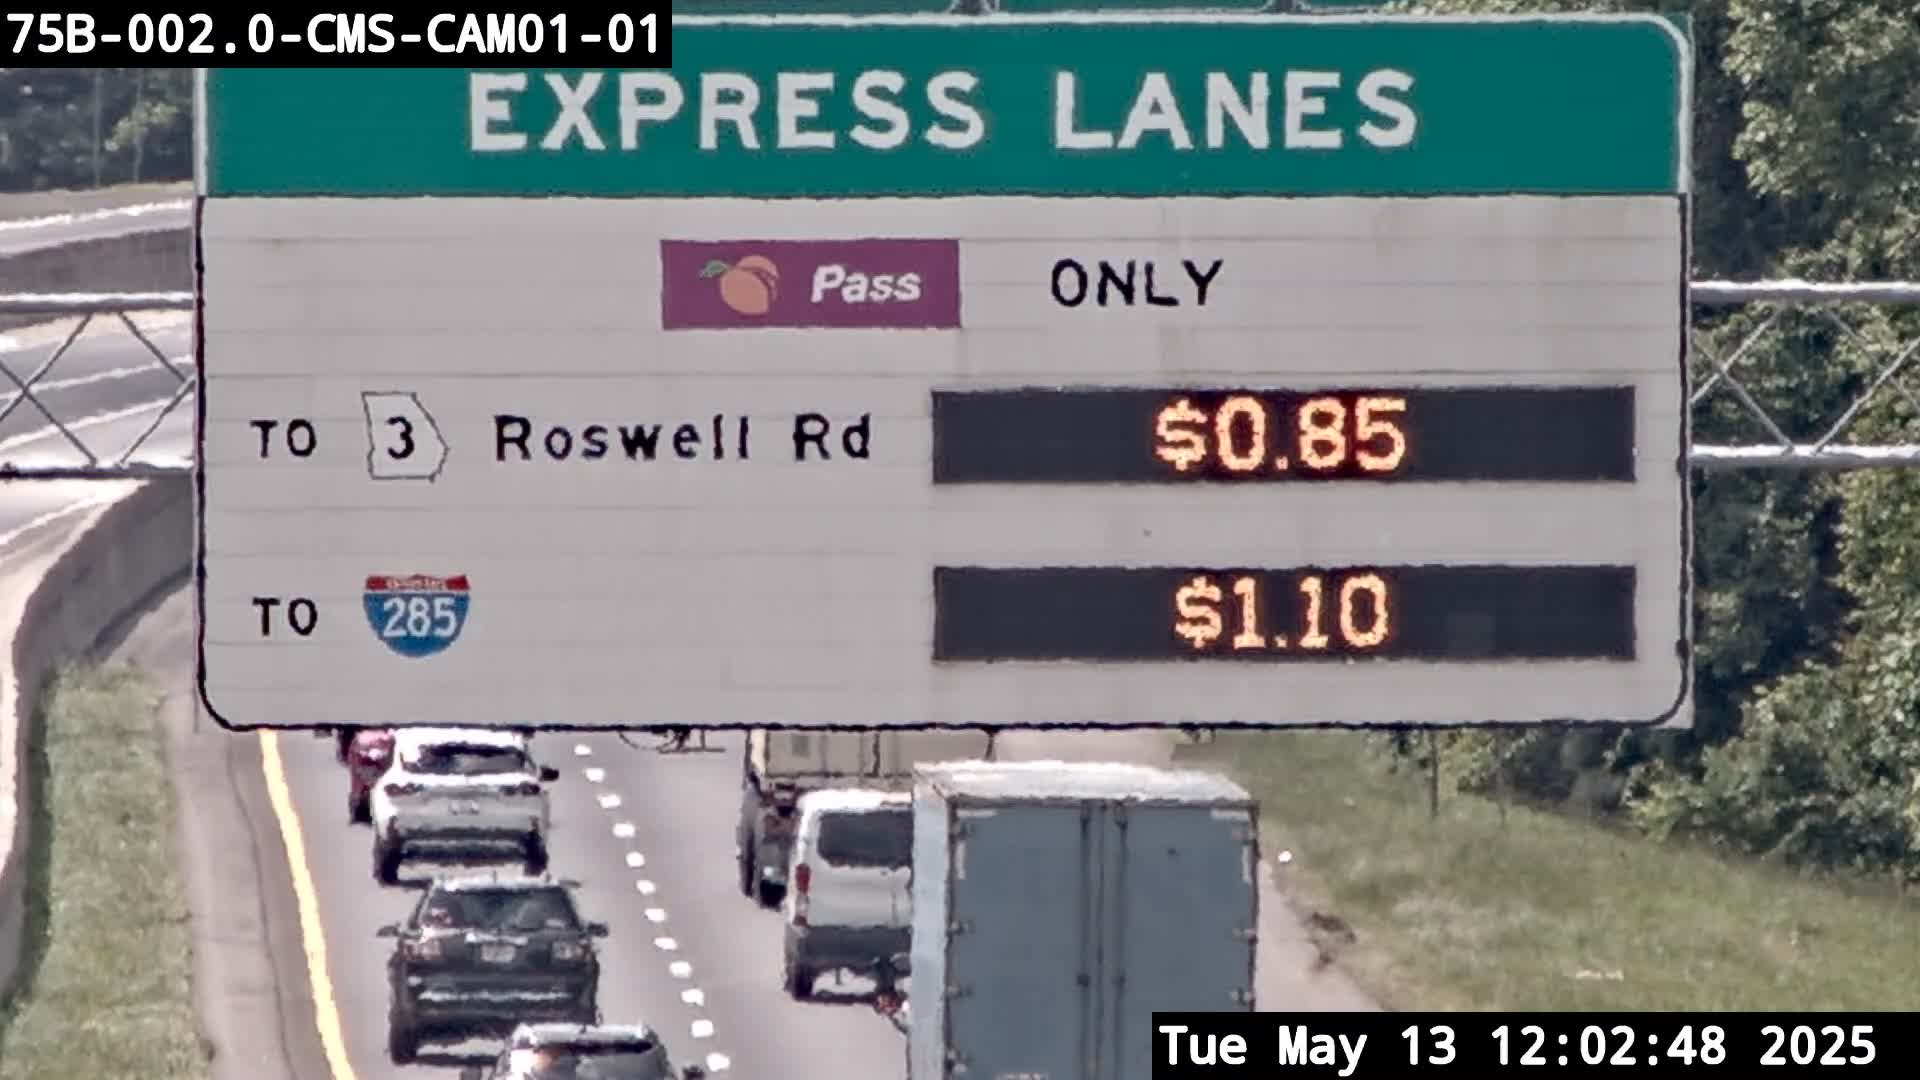 75B-002.0-CMS-CAM01-01
EXPRESS LANES
Pass ONLY
TO 3 Roswell Rd $0.85
TO 285 $1.10
Tue May 13 12:02:48 2025